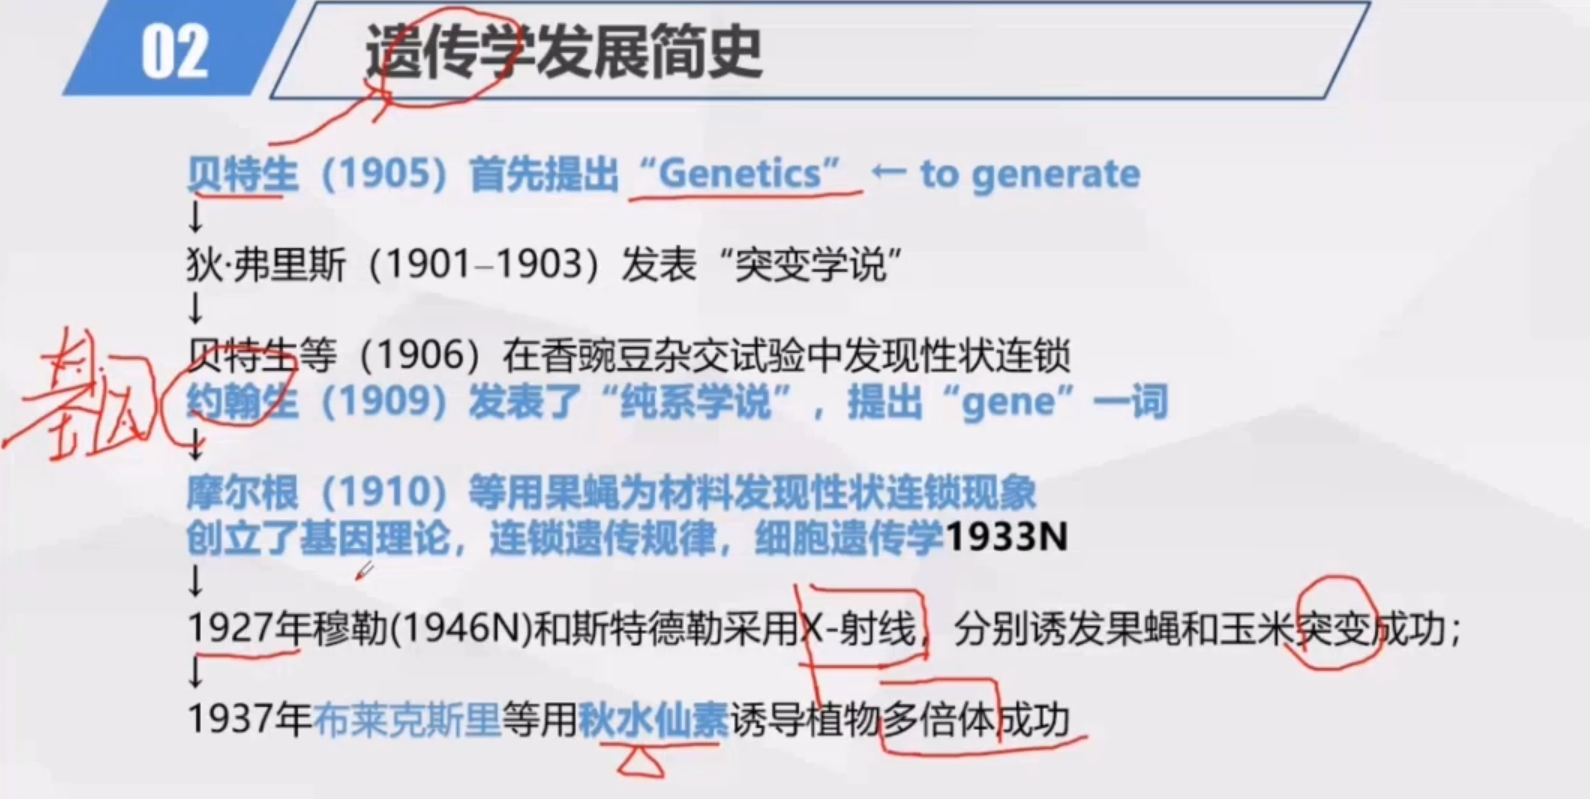 02
遗传学发展简史
贝特生（1905）首先提出“Genetics” ← to generate
↓
狄·弗里斯（1901–1903）发表“突变学说”
↓
贝特生等（1906）在香豌豆杂交试验中发现性状连锁
基因
约翰生（1909）发表了“纯系学说”，提出“gene”一词
↓
摩尔根（1910）等用果蝇为材料发现性状连锁现象
创立了基因理论，连锁遗传规律，细胞遗传学1933N
↓
1927年穆勒(1946N)和斯特德勒采用X-射线，分别诱发果蝇和玉米突变成功；
↓
1937年布莱克斯里等用秋水仙素诱导植物多倍体成功